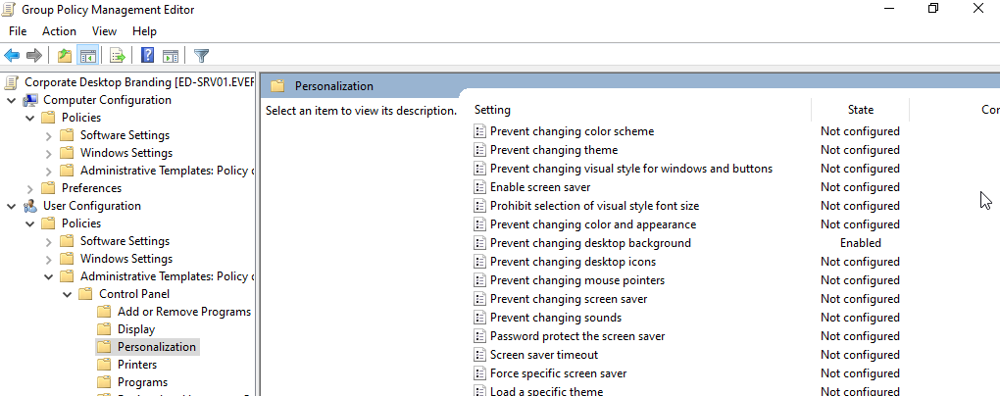 Group Policy Management Editor
File Action View Help
Corporate Desktop Branding [ED-SRV01.EVER
Computer Configuration
Policies
Software Settings
Windows Settings
Administrative Templates: Policy d
Preferences
User Configuration
Policies
Software Settings
Windows Settings
Administrative Templates: Policy d
Control Panel
Add or Remove Programs
Display
Personalization
Printers
Programs
Personalization
Select an item to view its description.
Setting State Cor
Prevent changing color scheme Not configured
Prevent changing theme Not configured
Prevent changing visual style for windows and buttons Not configured
Enable screen saver Not configured
Prohibit selection of visual style font size Not configured
Prevent changing color and appearance Not configured
Prevent changing desktop background Enabled
Prevent changing desktop icons Not configured
Prevent changing mouse pointers Not configured
Prevent changing screen saver Not configured
Prevent changing sounds Not configured
Password protect the screen saver Not configured
Screen saver timeout Not configured
Force specific screen saver Not configured
Load a specific theme Not configured